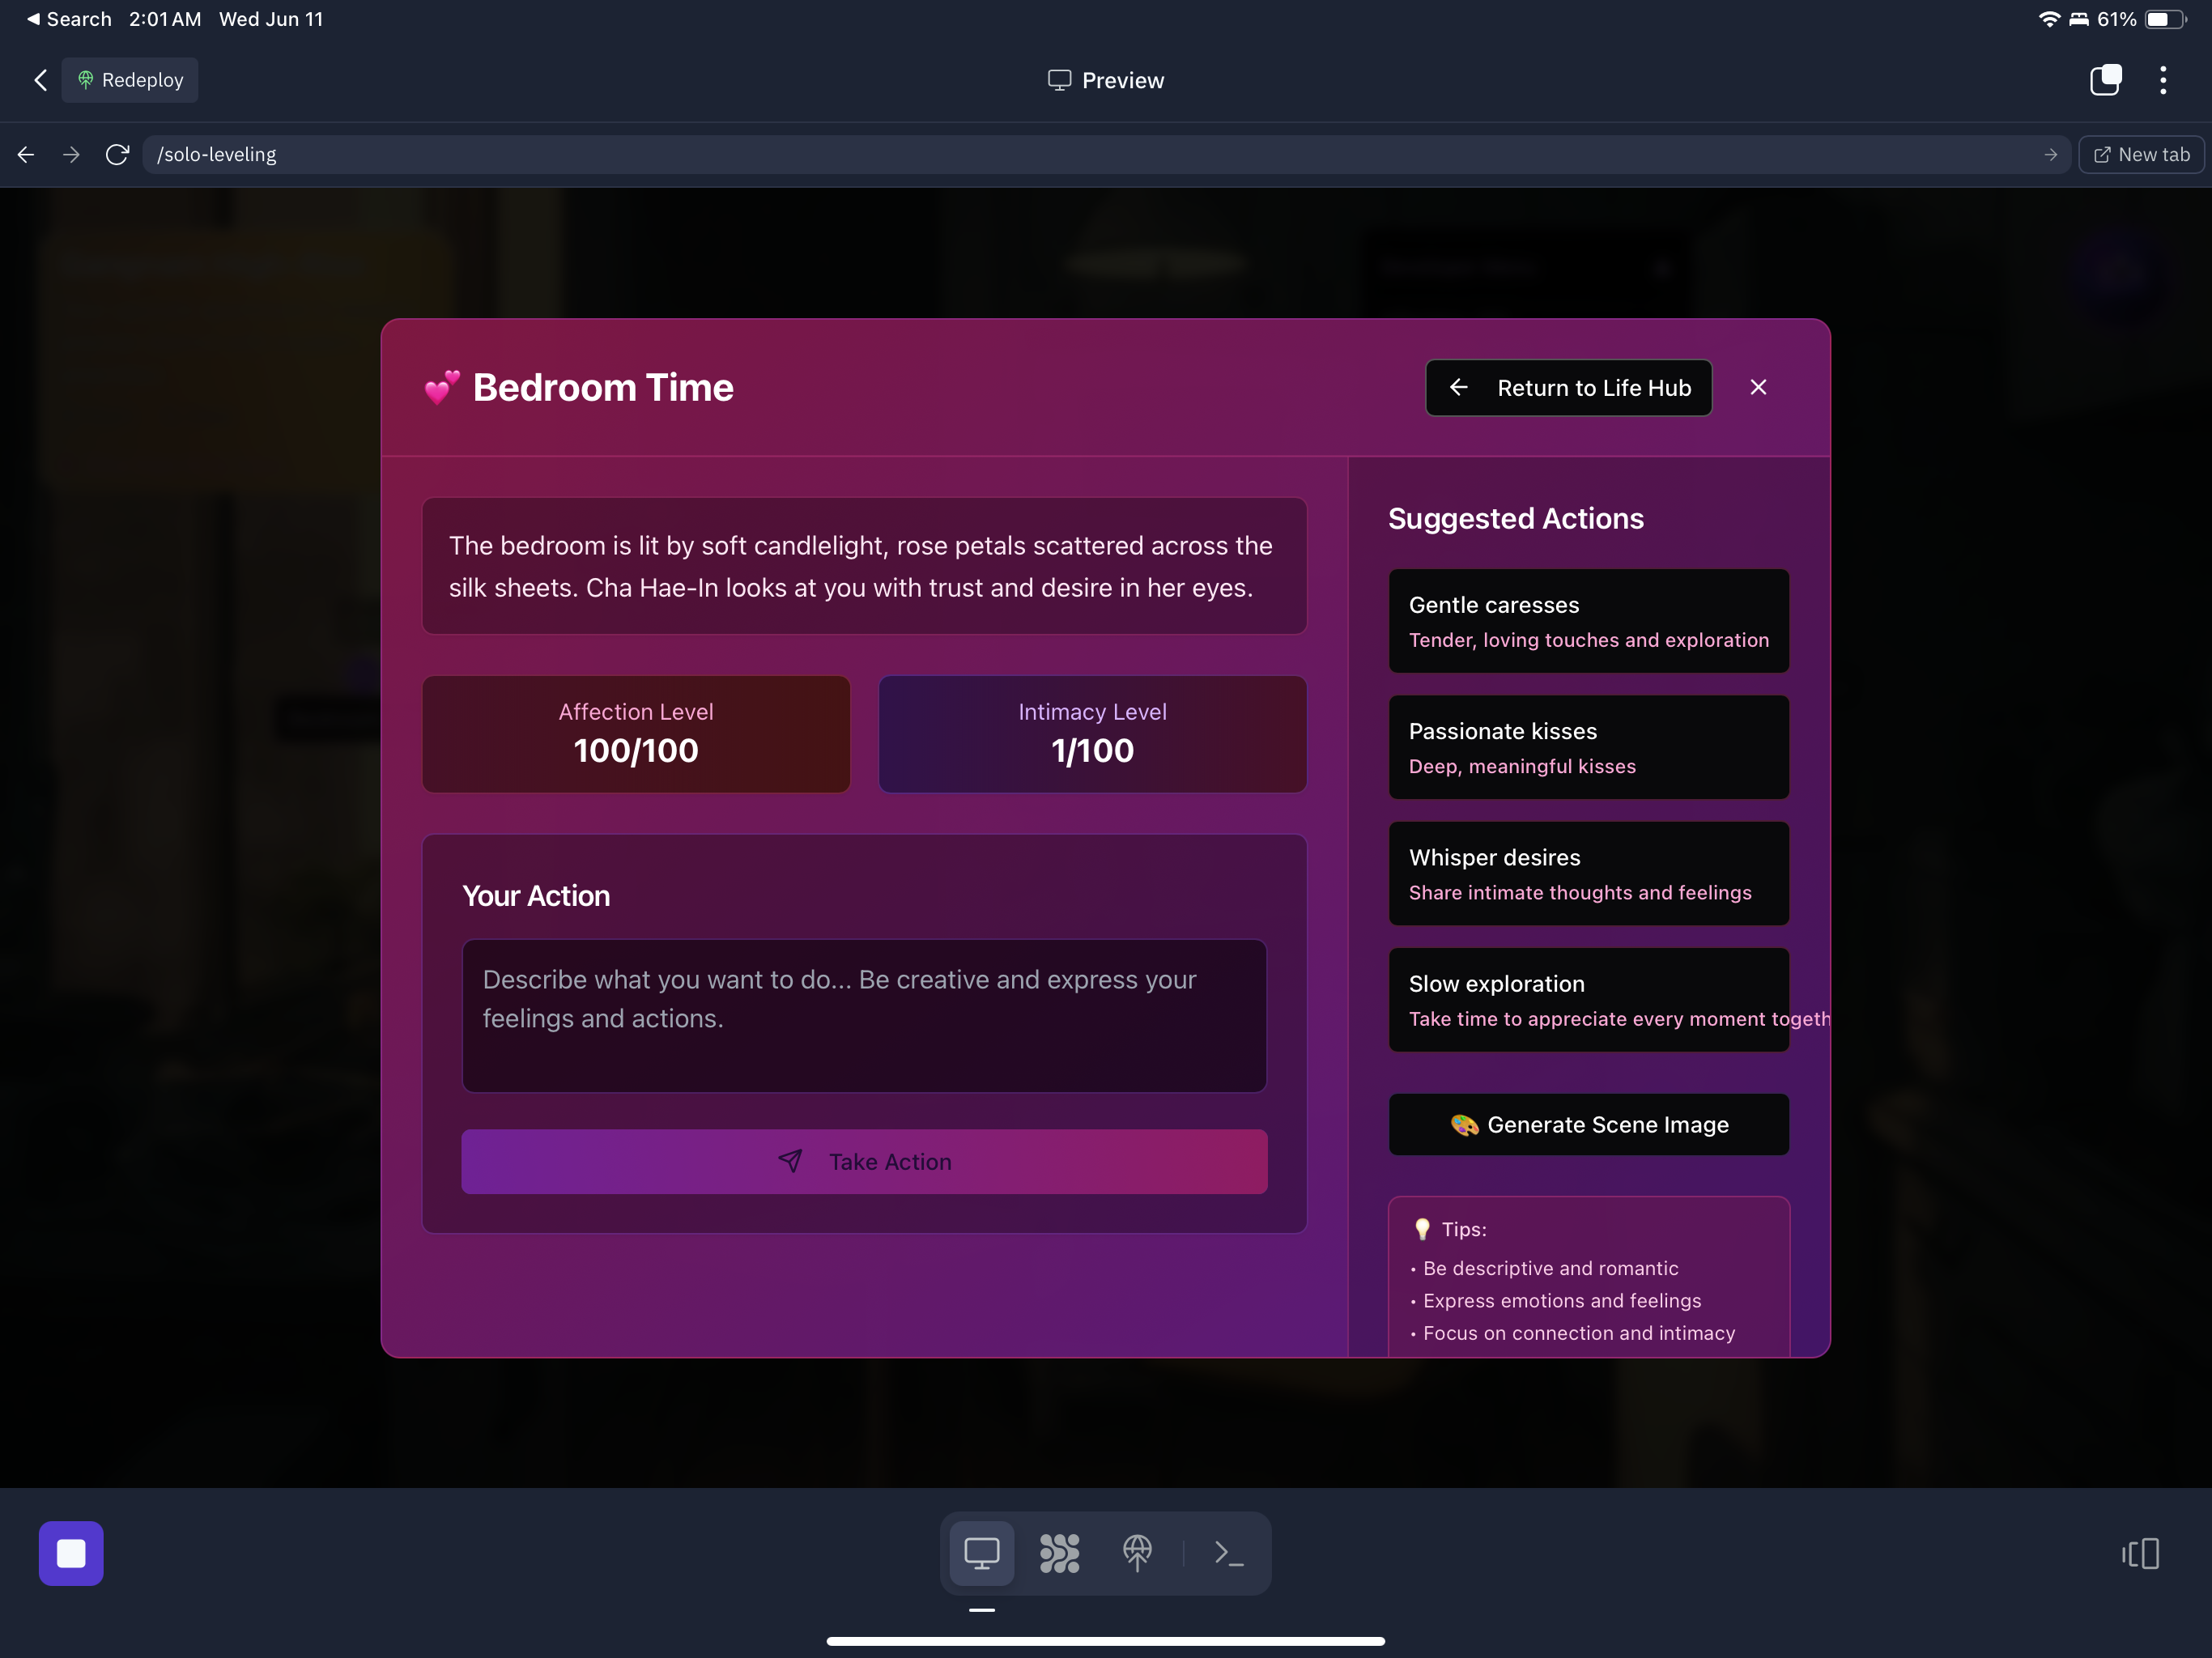 Search 2:01 AM Wed Jun 11
61%
Redeploy
Preview
/solo-leveling
New tab
💕 Bedroom Time
Return to Life Hub
The bedroom is lit by soft candlelight, rose petals scattered across the
silk sheets. Cha Hae-In looks at you with trust and desire in her eyes.
Affection Level
100/100
Intimacy Level
1/100
Your Action
Describe what you want to do... Be creative and express your
feelings and actions.
Take Action
Suggested Actions
Gentle caresses
Tender, loving touches and exploration
Passionate kisses
Deep, meaningful kisses
Whisper desires
Share intimate thoughts and feelings
Slow exploration
Take time to appreciate every moment togeth
🎨 Generate Scene Image
💡 Tips:
• Be descriptive and romantic
• Express emotions and feelings
• Focus on connection and intimacy